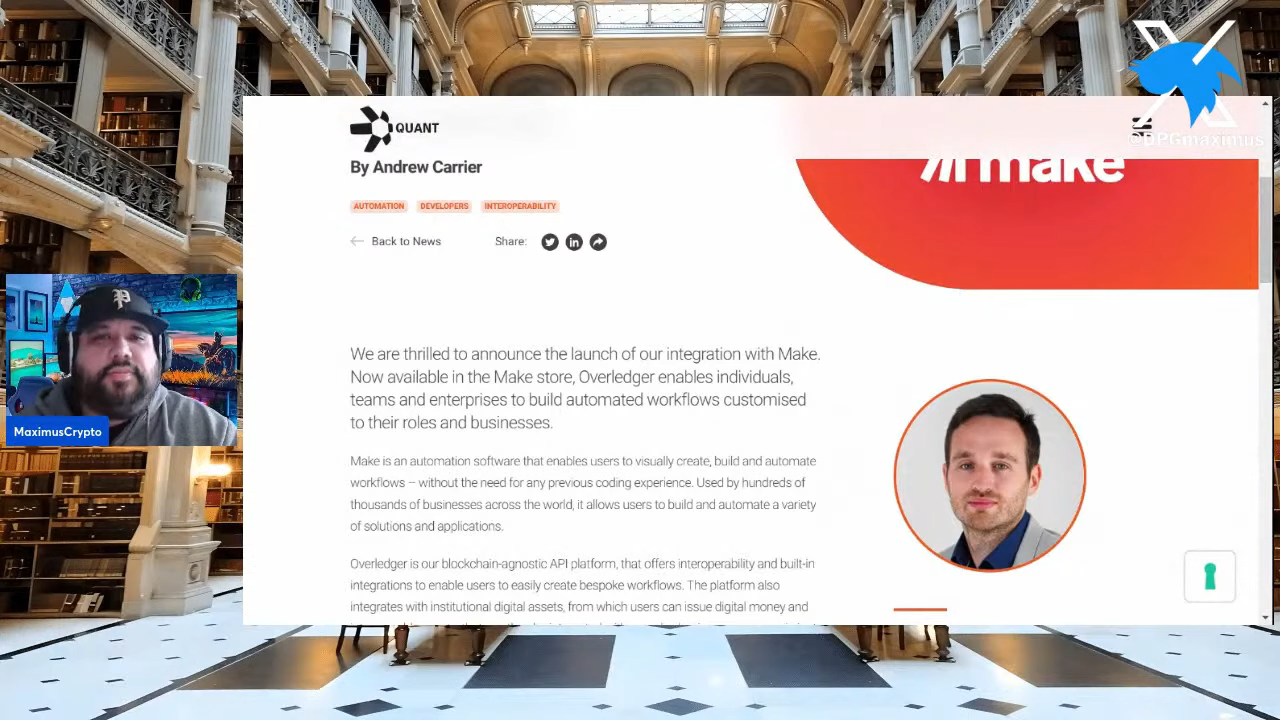 QUANT
By Andrew Carrier
make
@DPGmaximus
AUTOMATION DEVELOPERS INTEROPERABILITY
Back to News Share:
We are thrilled to announce the launch of our integration with Make.
Now available in the Make store, Overledger enables individuals,
teams and enterprises to build automated workflows customised
to their roles and businesses.
MaximusCrypto
Make is an automation software that enables users to visually create, build and automate
workflows – without the need for any previous coding experience. Used by hundreds of
thousands of businesses across the world, it allows users to build and automate a variety
of solutions and applications.
Overledger is our blockchain-agnostic API platform, that offers interoperability and built-in
integrations to enable users to easily create bespoke workflows. The platform also
integrates with institutional digital assets, from which users can issue digital money and